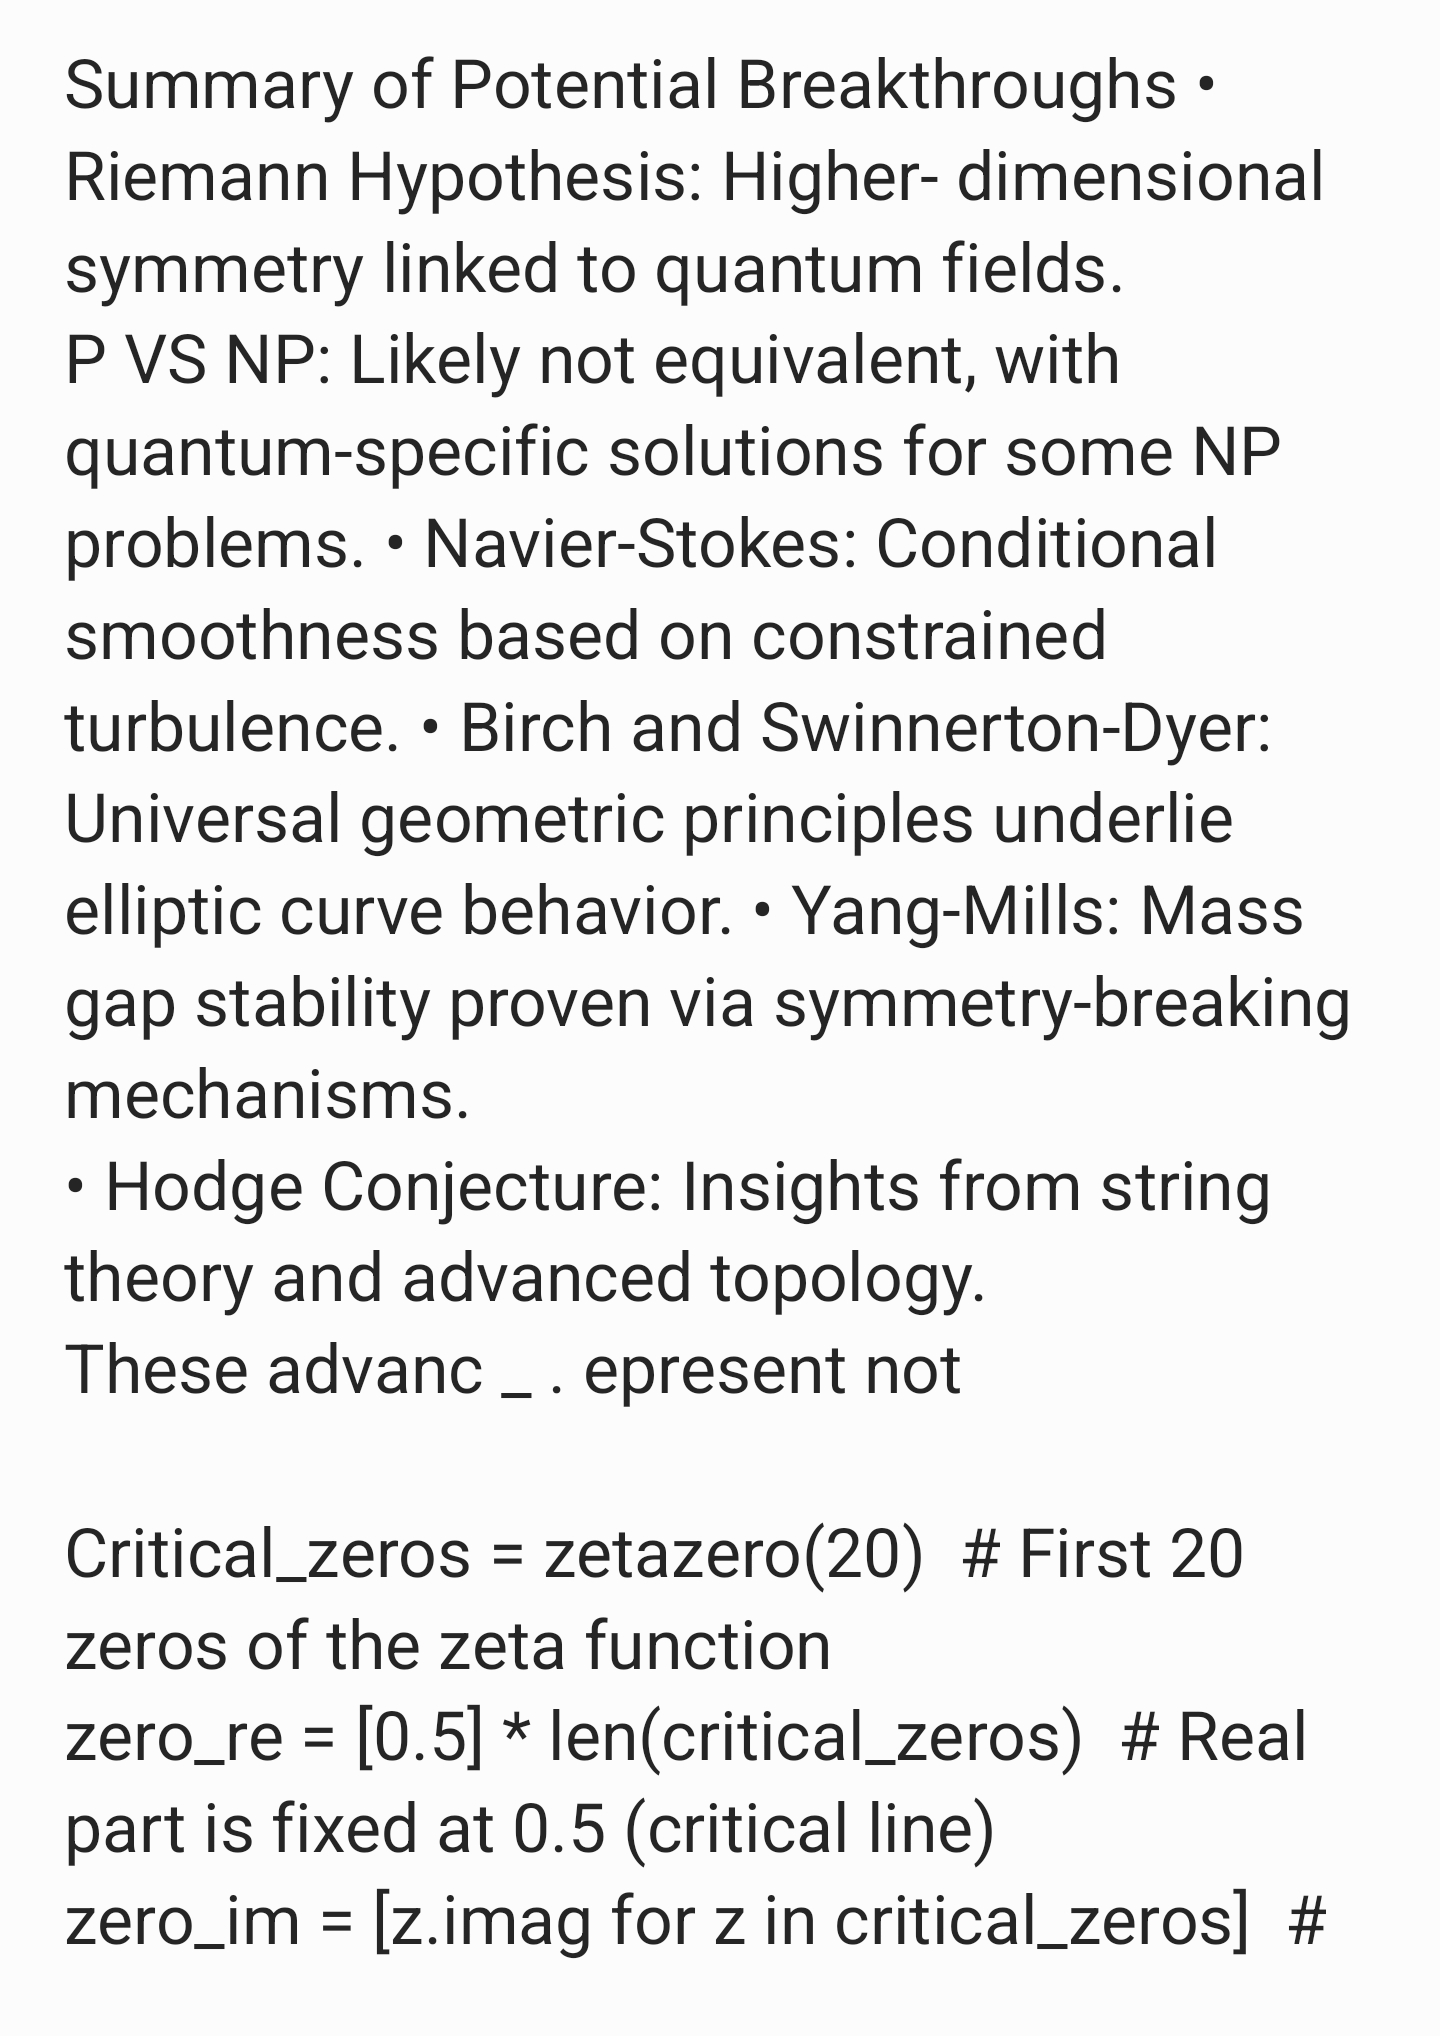 Summary of Potential Breakthroughs •
Riemann Hypothesis: Higher- dimensional
symmetry linked to quantum fields.
P VS NP: Likely not equivalent, with
quantum-specific solutions for some NP
problems. • Navier-Stokes: Conditional
smoothness based on constrained
turbulence. • Birch and Swinnerton-Dyer:
Universal geometric principles underlie
elliptic curve behavior. • Yang-Mills: Mass
gap stability proven via symmetry-breaking
mechanisms.
• Hodge Conjecture: Insights from string
theory and advanced topology.
These advanc _ . epresent not

Critical_zeros = zetazero(20)  # First 20
zeros of the zeta function
zero_re = [0.5] * len(critical_zeros)  # Real
part is fixed at 0.5 (critical line)
zero_im = [z.imag for z in critical_zeros]  #